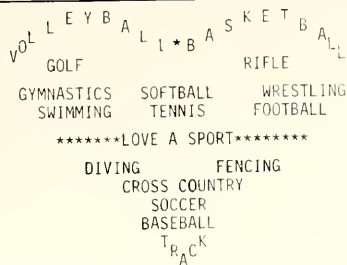 VOLLEYBALL*BASKETBALL
GOLF RIFLE
GYMNASTICS SOFTBALL WRESTLING
SWIMMING TENNIS FOOTBALL
*******LOVE A SPORT********
DIVING FENCING
CROSS COUNTRY
SOCCER
BASEBALL
TRACK